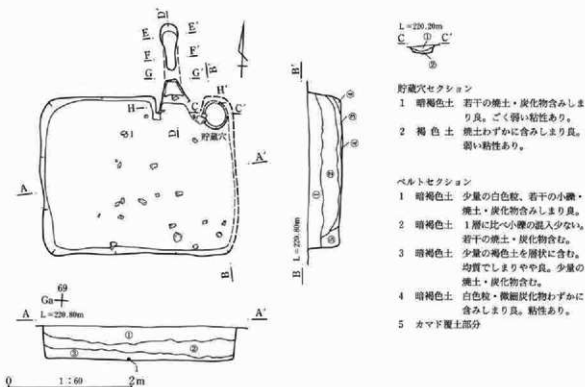 D'
E E'
F F'
G G'
B'
H H'
C C'
D
貯蔵穴
A A'
B
Ga 69
A A'
L=220.80m
①
②
③
1
0 1:60 2m
B'
L=220.80m
B
L=220.20m
C C'
①
②
貯蔵穴セクション
1 暗褐色土 若干の焼土・炭化物含みしま
り良。ごく弱い粘性あり。
2 褐色土 焼土わずかに含みしまり良。
弱い粘性あり。
ベルトセクション
1 暗褐色土 少量の白色粒、若干の小礫・
焼土・炭化物含みしまり良。
2 暗褐色土 1層に比べ小礫の混入少ない。
若干の焼土・炭化物含む。
3 暗褐色土 少量の褐色土を層状に含む。
均質でしまりやや良。少量の
焼土・炭化物含む。
4 暗褐色土 白色粒・微細炭化物わずかに
含みしまり良。粘性あり。
5 カマド覆土部分